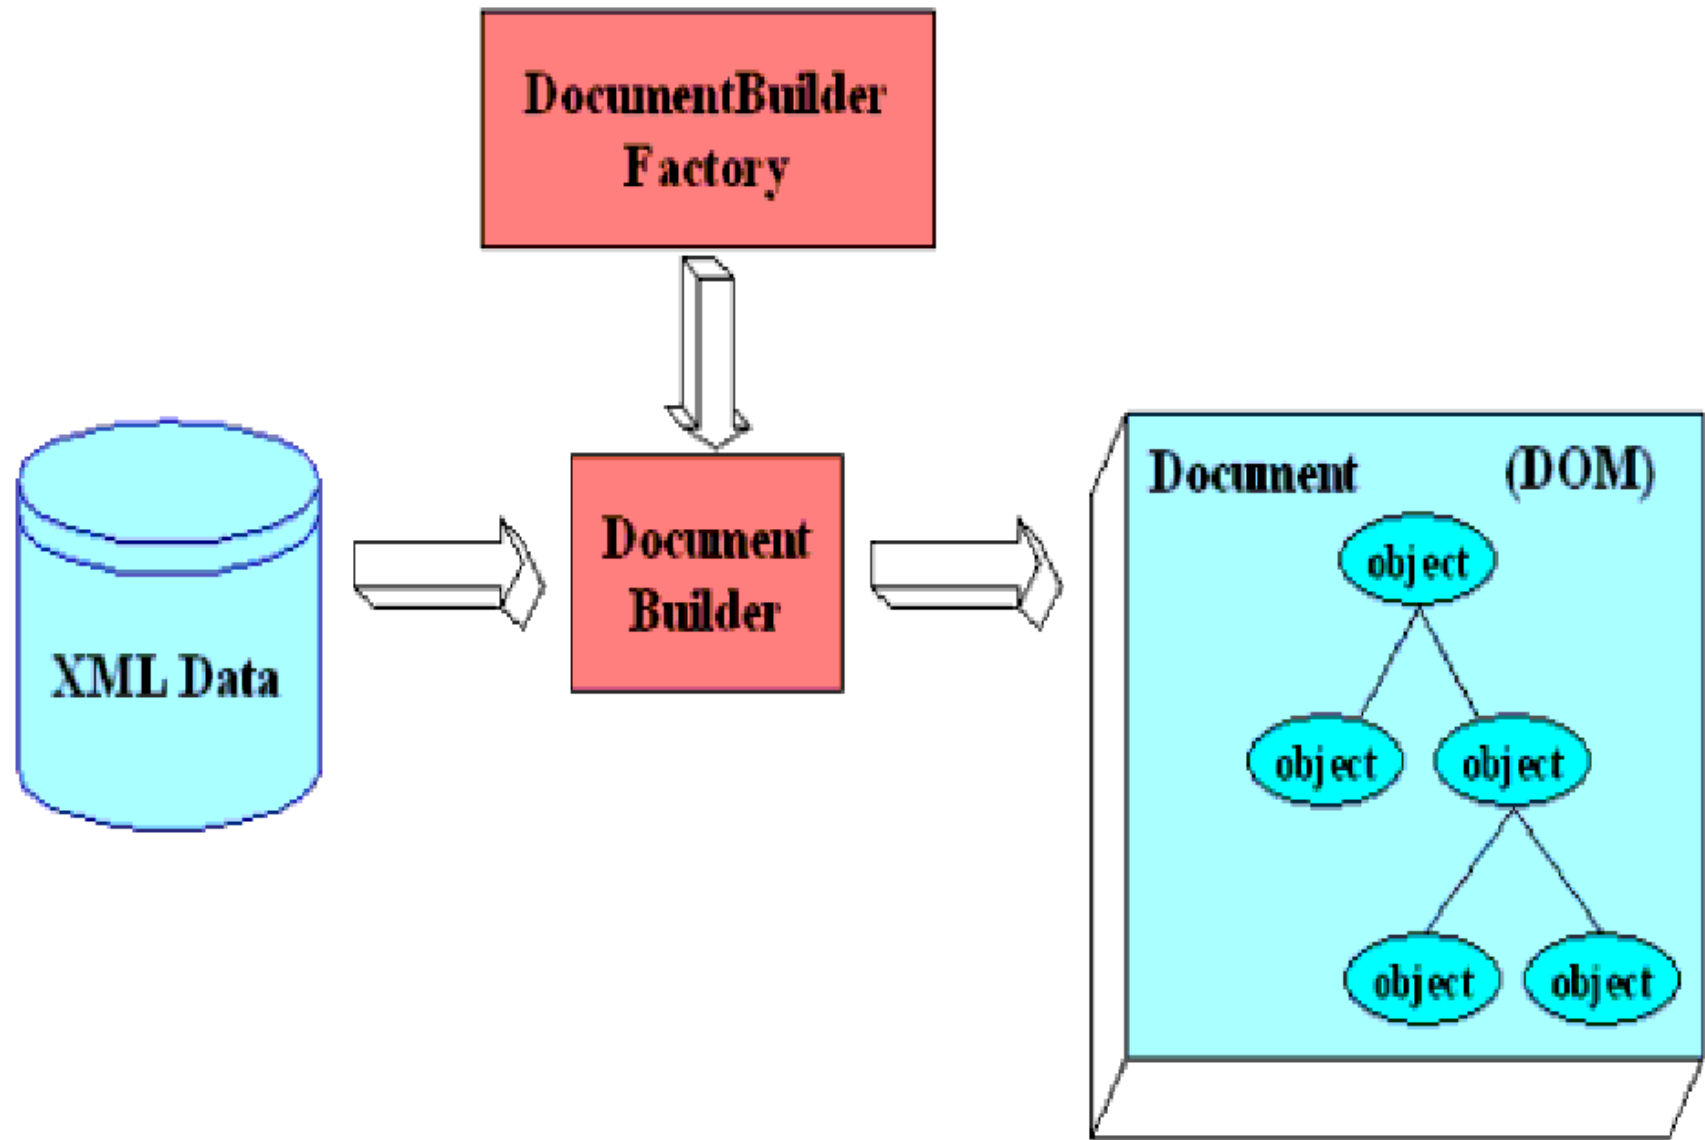 DocumentBuilder
Factory
XML Data
Document
Builder
Document (DOM)
object
object object
object object